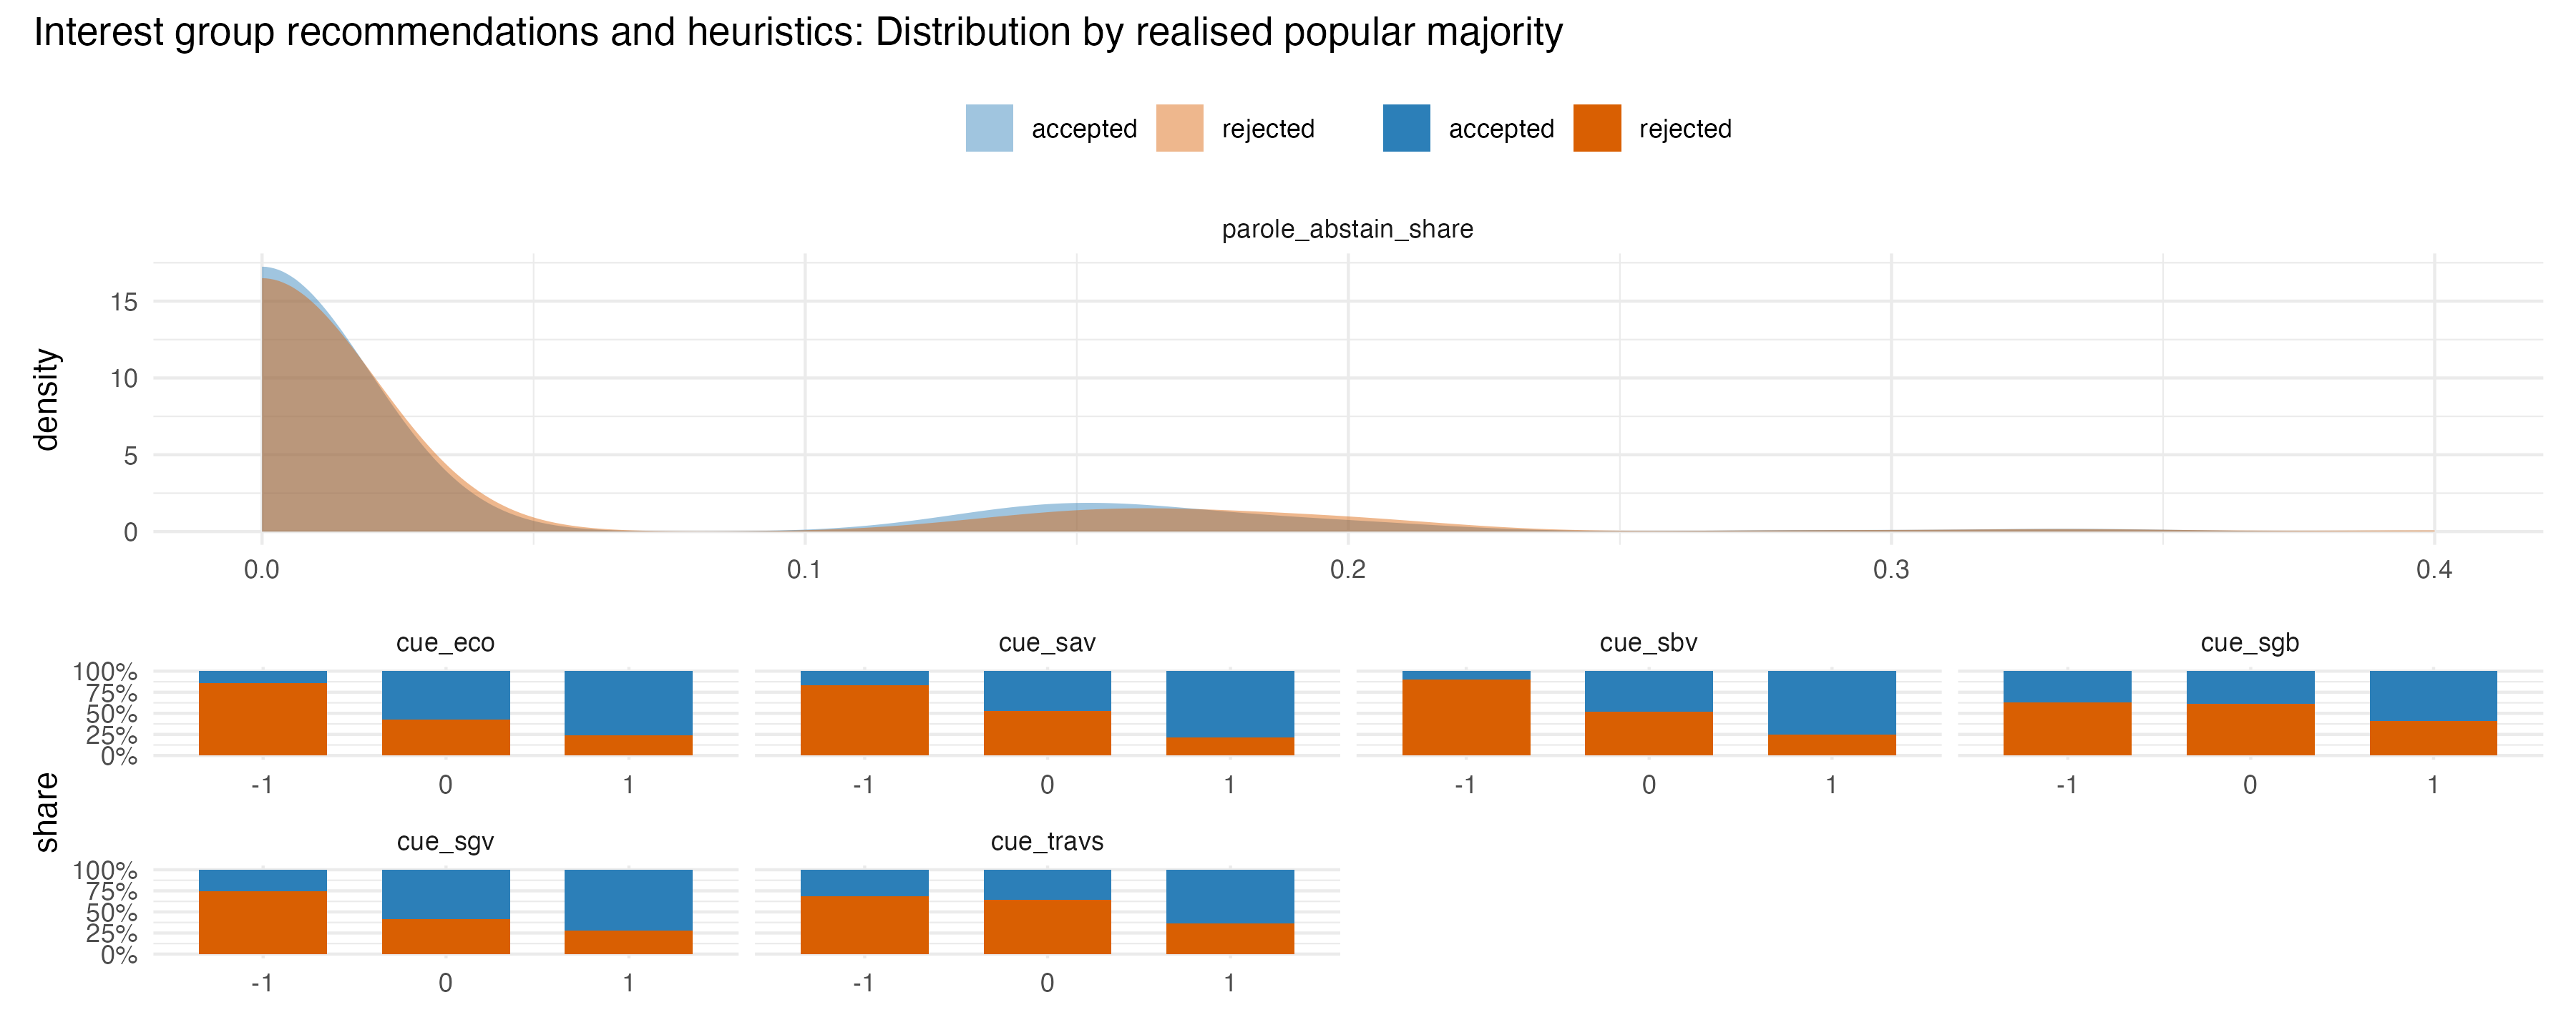 Interest group recommendations and heuristics: Distribution by realised popular majority
accepted rejected accepted rejected
parole_abstain_share
density
15
10
5
0
0.0 0.1 0.2 0.3 0.4
share
cue_eco cue_sav cue_sbv cue_sgb
100%
75%
50%
25%
0%
-1 0 1 -1 0 1 -1 0 1 -1 0 1
cue_sgv cue_travs
100%
75%
50%
25%
0%
-1 0 1 -1 0 1